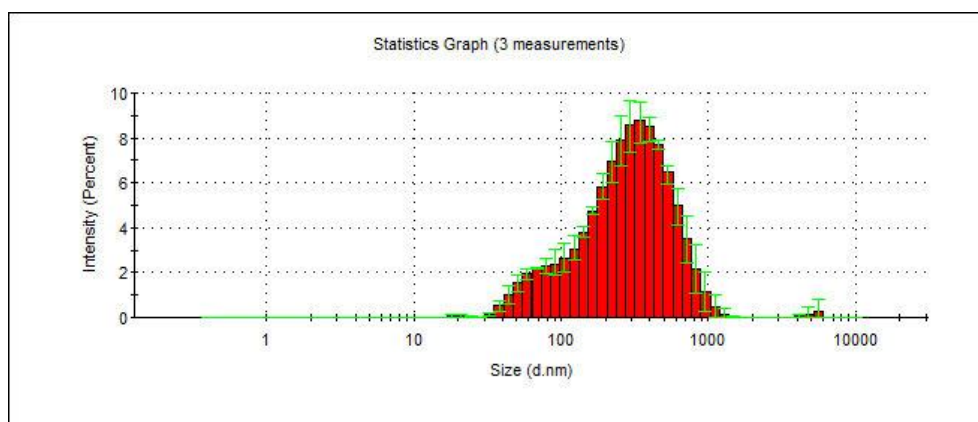 Statistics Graph (3 measurements)
10
8
6
4
2
0
Intensity (Percent)
1 10 100 1000 10000
Size (d.nm)